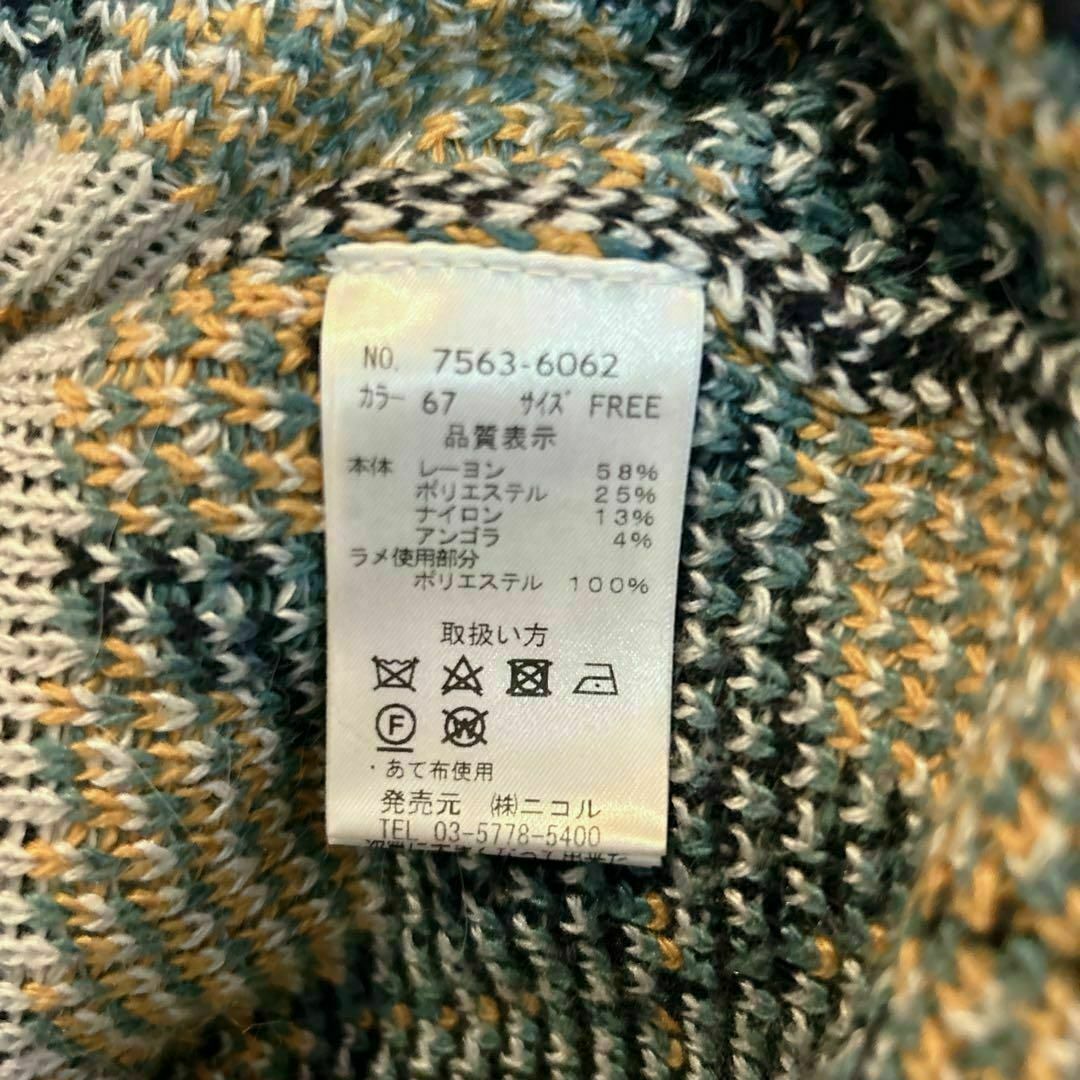 NO. 7563-6062
カラー 67 サイズ FREE
品質表示
本体 レーヨン 58%
ポリエステル 25%
ナイロン 13%
アンゴラ 4%
ラメ使用部分
ポリエステル 100%
取扱い方
F W
・あて布使用
発売元 ㈱ニコル
TEL 03-5778-5400